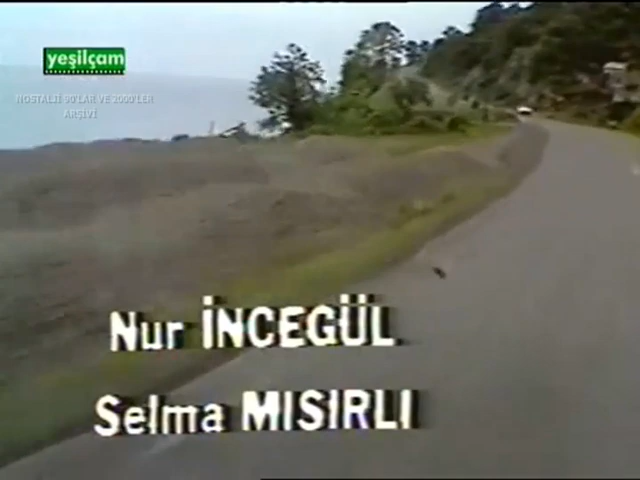 yeşilçam
NOSTALJİ 90'LAR VE 2000'LER
ARŞİVİ
Nur İNCEGÜL
Selma MISIRLI